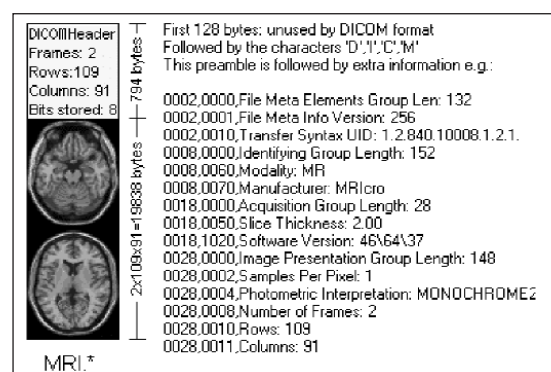 DICOMHeader
Frames: 2
Rows:109
Columns: 91
Bits stored: 8
794 bytes
2x109x91=19838 bytes
MRI.*
First 128 bytes: unused by DICOM format
Followed by the characters 'D','I','C','M'
This preamble is followed by extra information e.g.:
0002,0000,File Meta Elements Group Len: 132
0002,0001,File Meta Info Version: 256
0002,0010,Transfer Syntax UID: 1.2.840.10008.1.2.1.
0008,0000,Identifying Group Length: 152
0008,0060,Modality: MR
0008,0070,Manufacturer: MRIcro
0018,0000,Acquisition Group Length: 28
0018,0050,Slice Thickness: 2.00
0018,1020,Software Version: 46\64\37
0028,0000,Image Presentation Group Length: 148
0028,0002,Samples Per Pixel: 1
0028,0004,Photometric Interpretation: MONOCHROME2
0028,0008,Number of Frames: 2
0028,0010,Rows: 109
0028,0011,Columns: 91